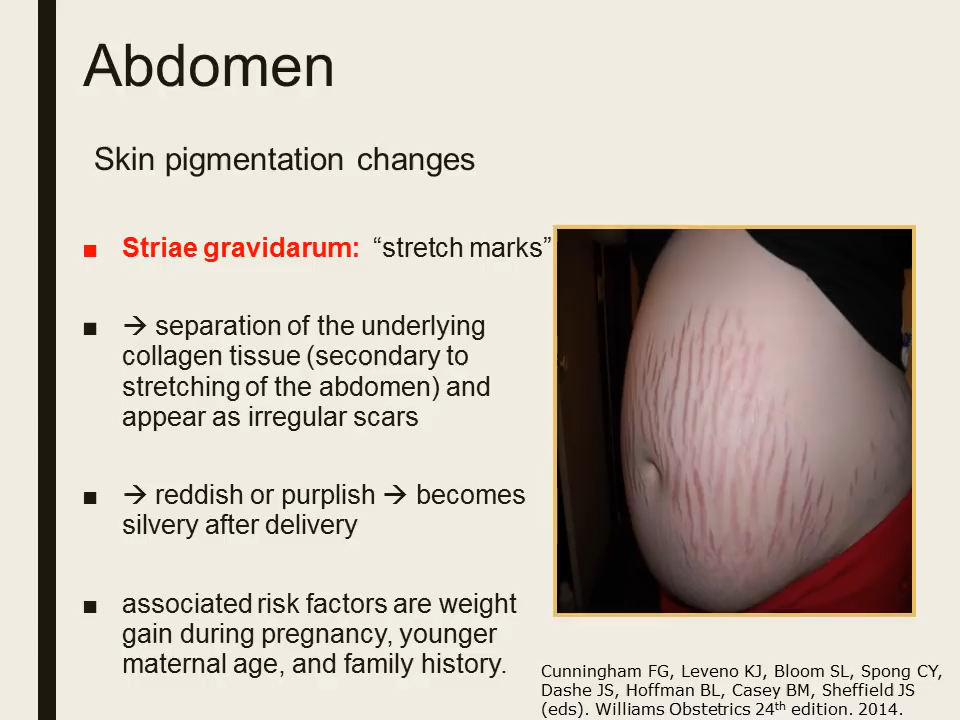 Abdomen
Skin pigmentation changes
■ Striae gravidarum: “stretch marks”
■ → separation of the underlying
collagen tissue (secondary to
stretching of the abdomen) and
appear as irregular scars
■ → reddish or purplish → becomes
silvery after delivery
■ associated risk factors are weight
gain during pregnancy, younger
maternal age, and family history.
Cunningham FG, Leveno KJ, Bloom SL, Spong CY,
Dashe JS, Hoffman BL, Casey BM, Sheffield JS
(eds). Williams Obstetrics 24th edition. 2014.